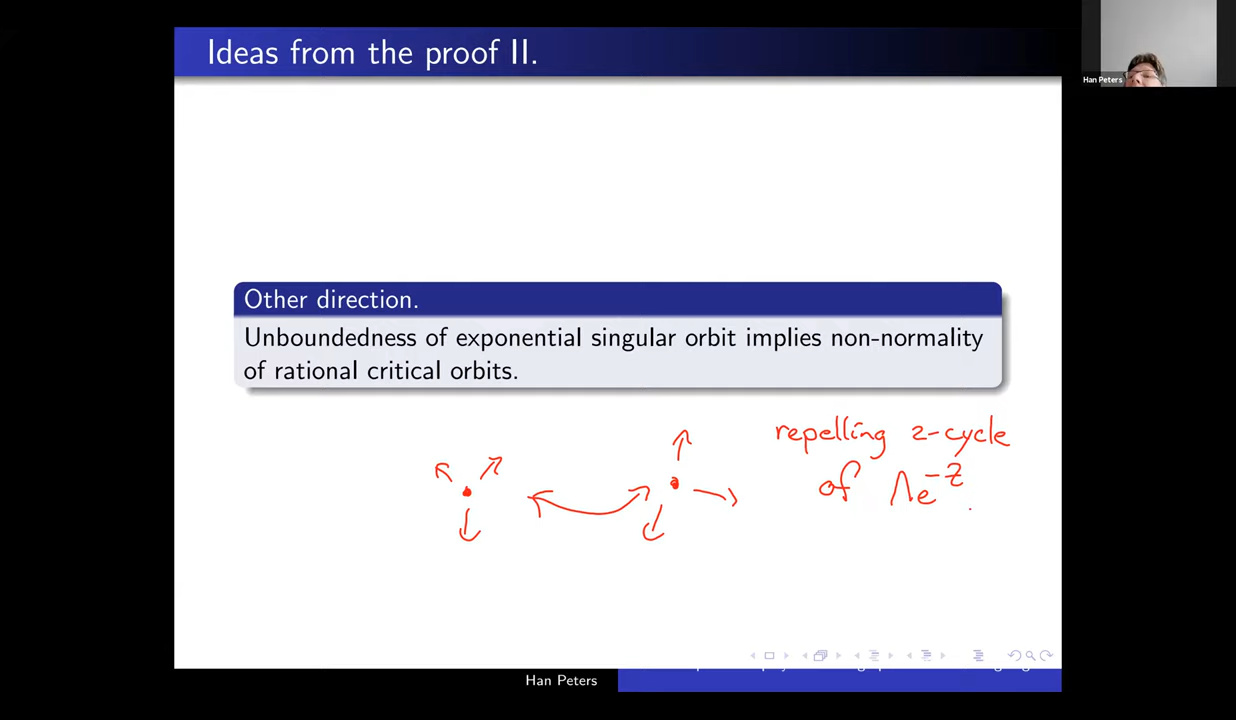 Ideas from the proof II.
Han Peters
Other direction.
Unboundedness of exponential singular orbit implies non-normality
of rational critical orbits.
repelling 2-cycle
of Λe^{-Z}
Han Peters